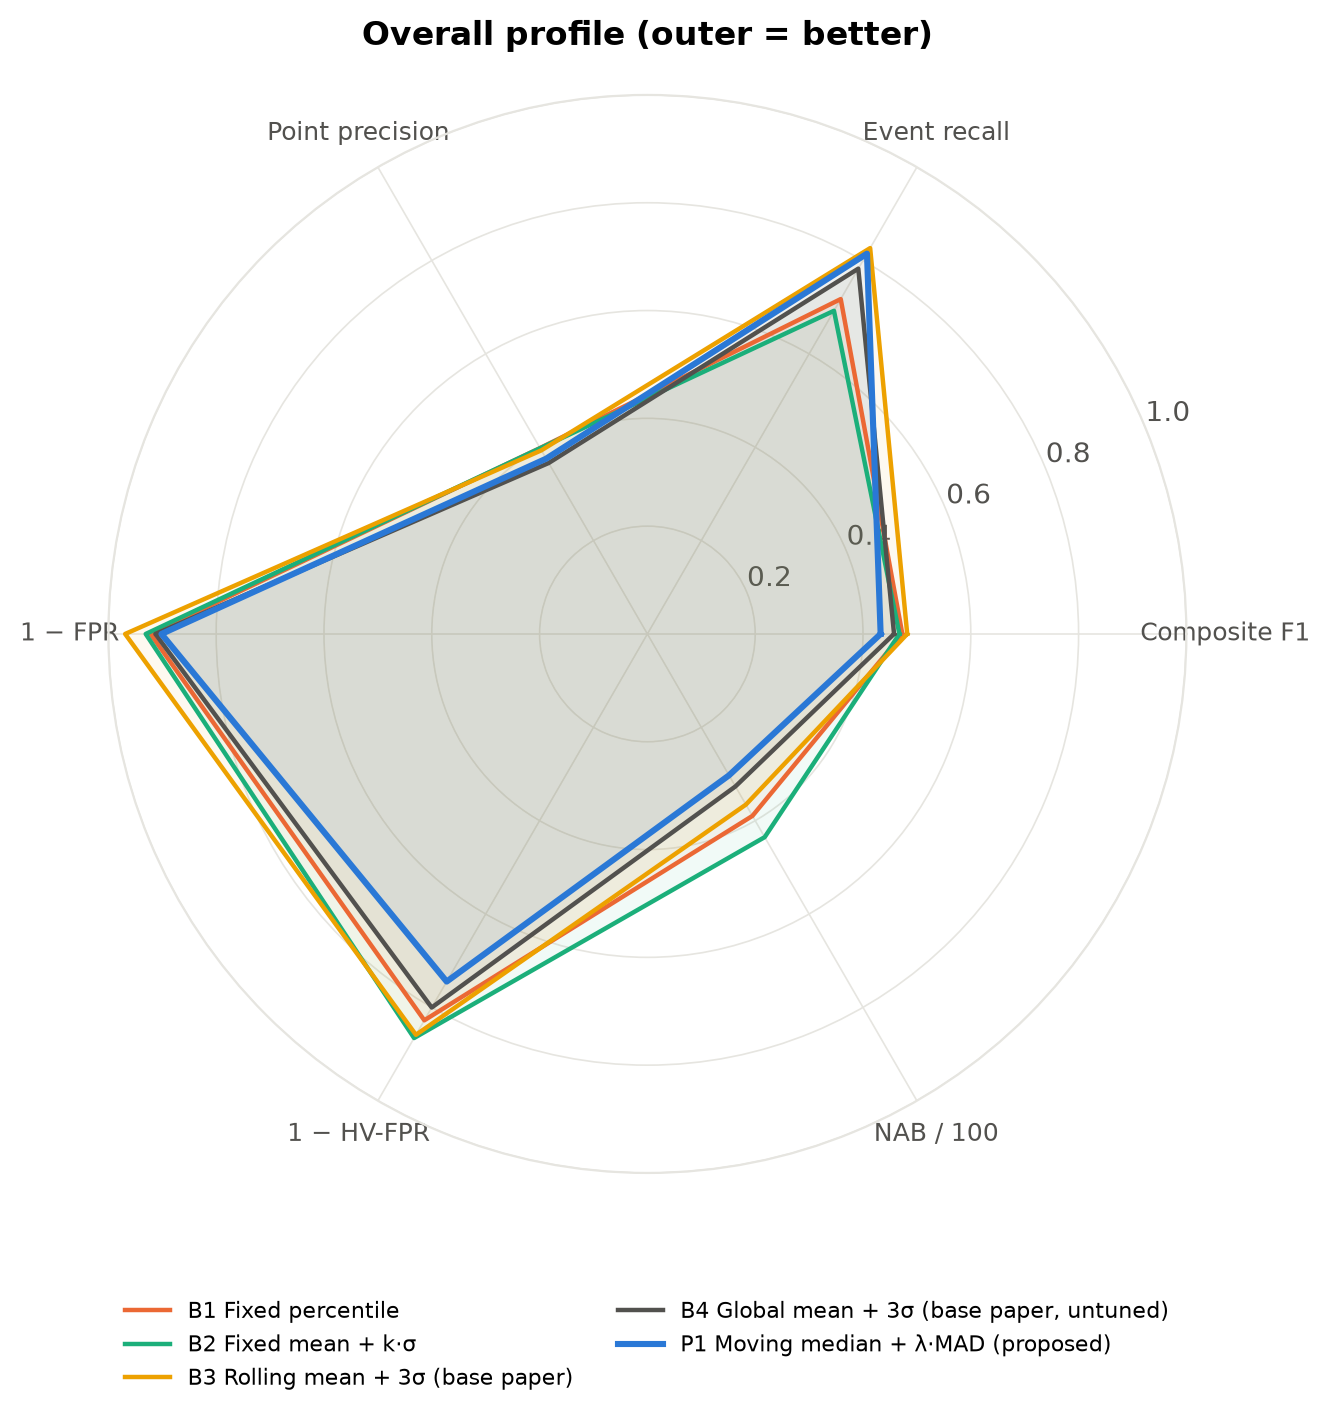 Overall profile (outer = better)
Point precision
Event recall
1.0
0.8
0.6
0.4
0.2
1 − FPR
Composite F1
1 − HV-FPR
NAB / 100
B1 Fixed percentile
B2 Fixed mean + k·σ
B3 Rolling mean + 3σ (base paper)
B4 Global mean + 3σ (base paper, untuned)
P1 Moving median + λ·MAD (proposed)